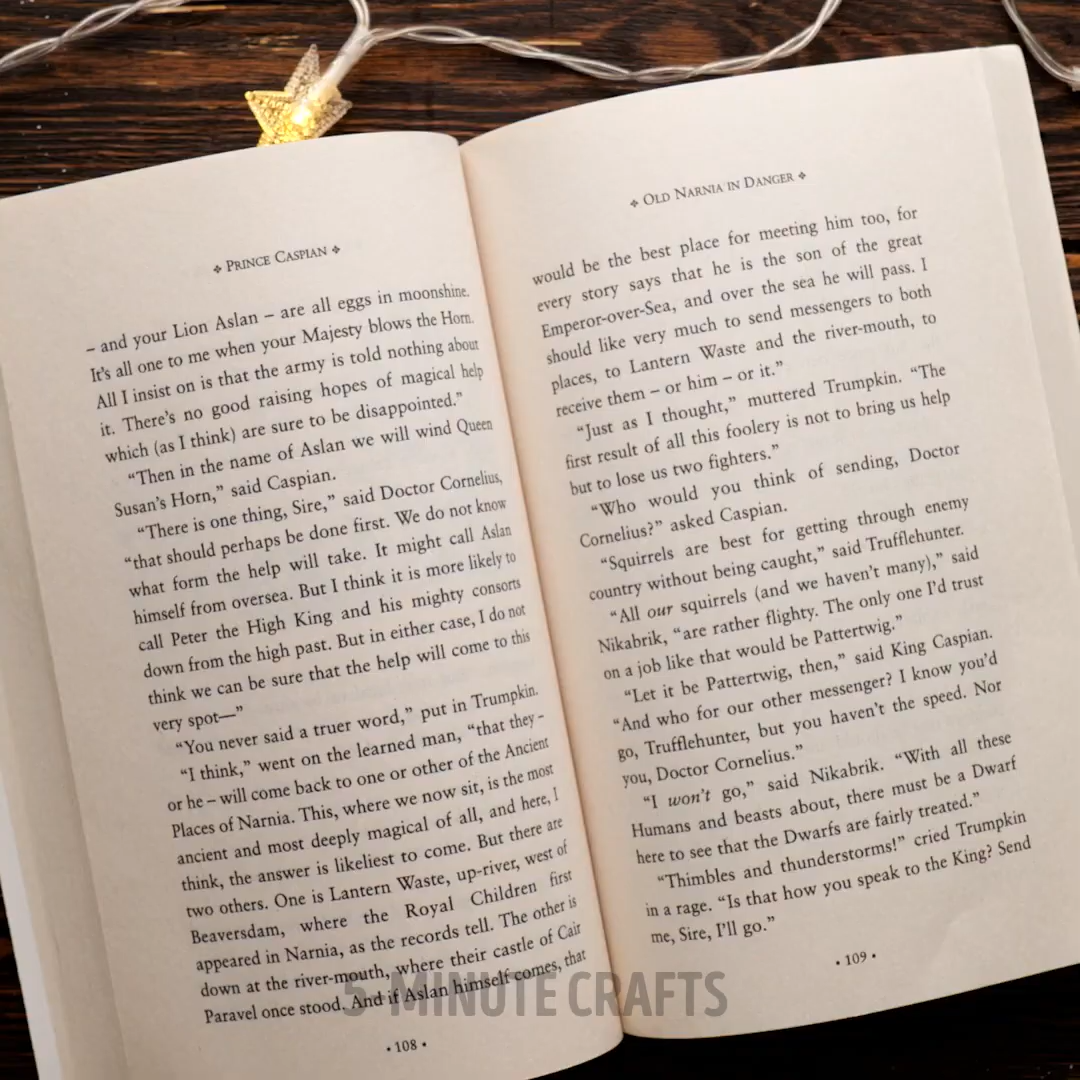 ❖ PRINCE CASPIAN ❖
– and your Lion Aslan – are all eggs in moonshine.
It's all one to me when your Majesty blows the Horn.
All I insist on is that the army is told nothing about
it. There's no good raising hopes of magical help
which (as I think) are sure to be disappointed.”
“Then in the name of Aslan we will wind Queen
Susan's Horn,” said Caspian.
“There is one thing, Sire,” said Doctor Cornelius,
“that should perhaps be done first. We do not know
what form the help will take. It might call Aslan
himself from oversea. But I think it is more likely to
call Peter the High King and his mighty consorts
down from the high past. But in either case, I do not
think we can be sure that the help will come to this
very spot—”
“You never said a truer word,” put in Trumpkin.
“I think,” went on the learned man, “that they –
or he – will come back to one or other of the Ancient
Places of Narnia. This, where we now sit, is the most
ancient and most deeply magical of all, and here, I
think, the answer is likeliest to come. But there are
two others. One is Lantern Waste, up-river, west of
Beaversdam, where the Royal Children first
appeared in Narnia, as the records tell. The other is
down at the river-mouth, where their castle of Cair
Paravel once stood. And if Aslan himself comes, that
• 108 •
❖ OLD NARNIA IN DANGER ❖
would be the best place for meeting him too, for
every story says that he is the son of the great
Emperor-over-Sea, and over the sea he will pass. I
should like very much to send messengers to both
places, to Lantern Waste and the river-mouth, to
receive them – or him – or it.”
“Just as I thought,” muttered Trumpkin. “The
first result of all this foolery is not to bring us help
but to lose us two fighters.”
“Who would you think of sending, Doctor
Cornelius?” asked Caspian.
“Squirrels are best for getting through enemy
country without being caught,” said Trufflehunter.
“All our squirrels (and we haven't many),” said
Nikabrik, “are rather flighty. The only one I'd trust
on a job like that would be Pattertwig.”
“Let it be Pattertwig, then,” said King Caspian.
“And who for our other messenger? I know you'd
go, Trufflehunter, but you haven't the speed. Nor
you, Doctor Cornelius.”
“I won't go,” said Nikabrik. “With all these
Humans and beasts about, there must be a Dwarf
here to see that the Dwarfs are fairly treated.”
“Thimbles and thunderstorms!” cried Trumpkin
in a rage. “Is that how you speak to the King? Send
me, Sire, I'll go.”
• 109 •
5-MINUTE CRAFTS